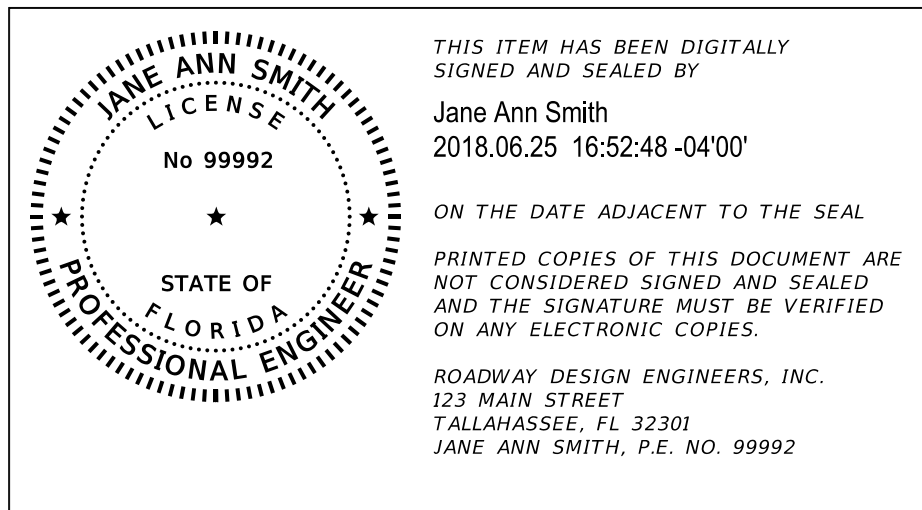 JANE ANN SMITH
LICENSE
No 99992
STATE OF
FLORIDA
PROFESSIONAL ENGINEER
THIS ITEM HAS BEEN DIGITALLY
SIGNED AND SEALED BY
Jane Ann Smith
2018.06.25 16:52:48 -04'00'
ON THE DATE ADJACENT TO THE SEAL
PRINTED COPIES OF THIS DOCUMENT ARE
NOT CONSIDERED SIGNED AND SEALED
AND THE SIGNATURE MUST BE VERIFIED
ON ANY ELECTRONIC COPIES.
ROADWAY DESIGN ENGINEERS, INC.
123 MAIN STREET
TALLAHASSEE, FL 32301
JANE ANN SMITH, P.E. NO. 99992